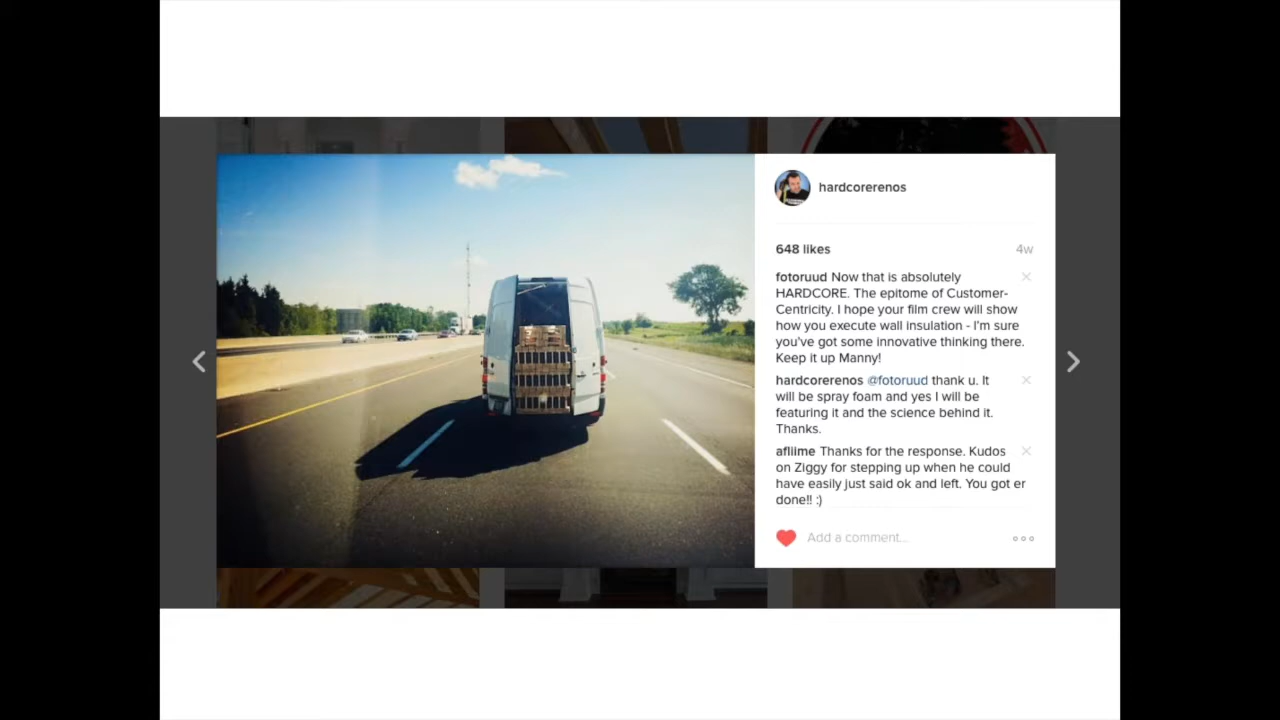 hardcorerenos
648 likes 4w
fotoruud Now that is absolutely
HARDCORE. The epitome of Customer-
Centricity. I hope your film crew will show
how you execute wall insulation - I'm sure
you've got some innovative thinking there.
Keep it up Manny!
hardcorerenos @fotoruud thank u. It
will be spray foam and yes I will be
featuring it and the science behind it.
Thanks.
afliime Thanks for the response. Kudos
on Ziggy for stepping up when he could
have easily just said ok and left. You got er
done!! :)
Add a comment...